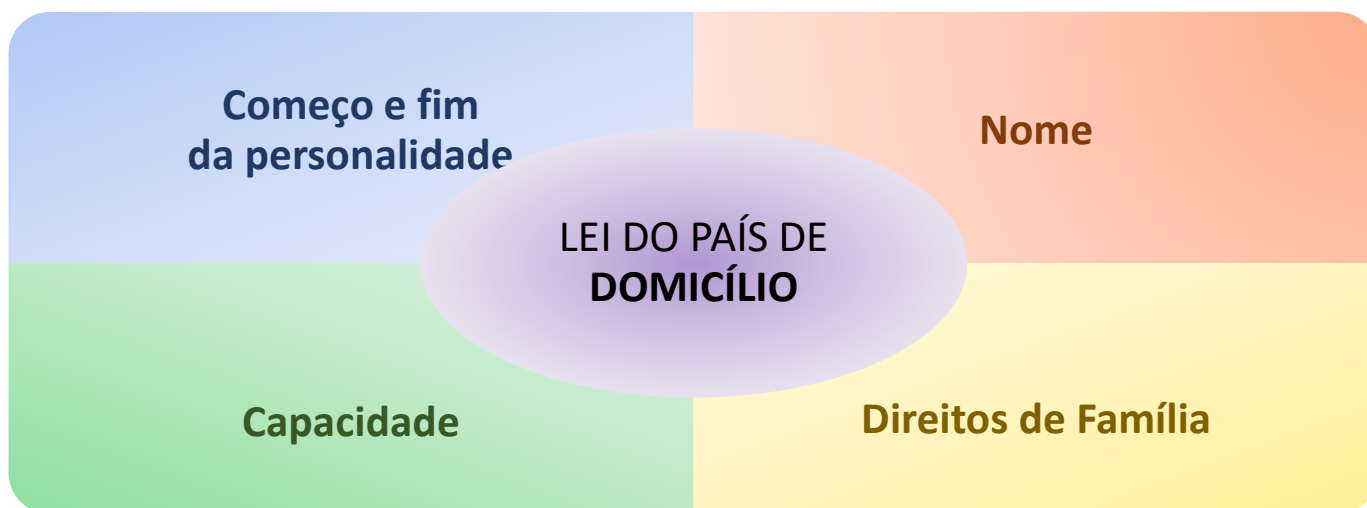 Começo e fim
da personalidade
Nome
LEI DO PAÍS DE
DOMICÍLIO
Capacidade
Direitos de Família